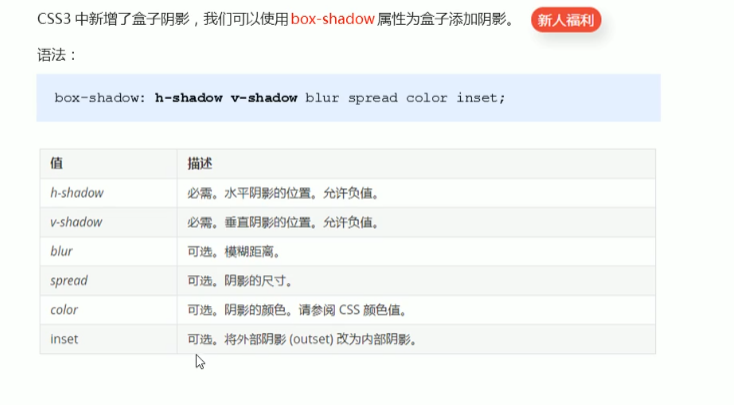 CSS3 中新增了盒子阴影，我们可以使用box-shadow 属性为盒子添加阴影。 新人福利
语法：
box-shadow: h-shadow v-shadow blur spread color inset;
值 描述
h-shadow 必需。水平阴影的位置。允许负值。
v-shadow 必需。垂直阴影的位置。允许负值。
blur 可选。模糊距离。
spread 可选。阴影的尺寸。
color 可选。阴影的颜色。请参阅 CSS 颜色值。
inset 可选。将外部阴影 (outset) 改为内部阴影。